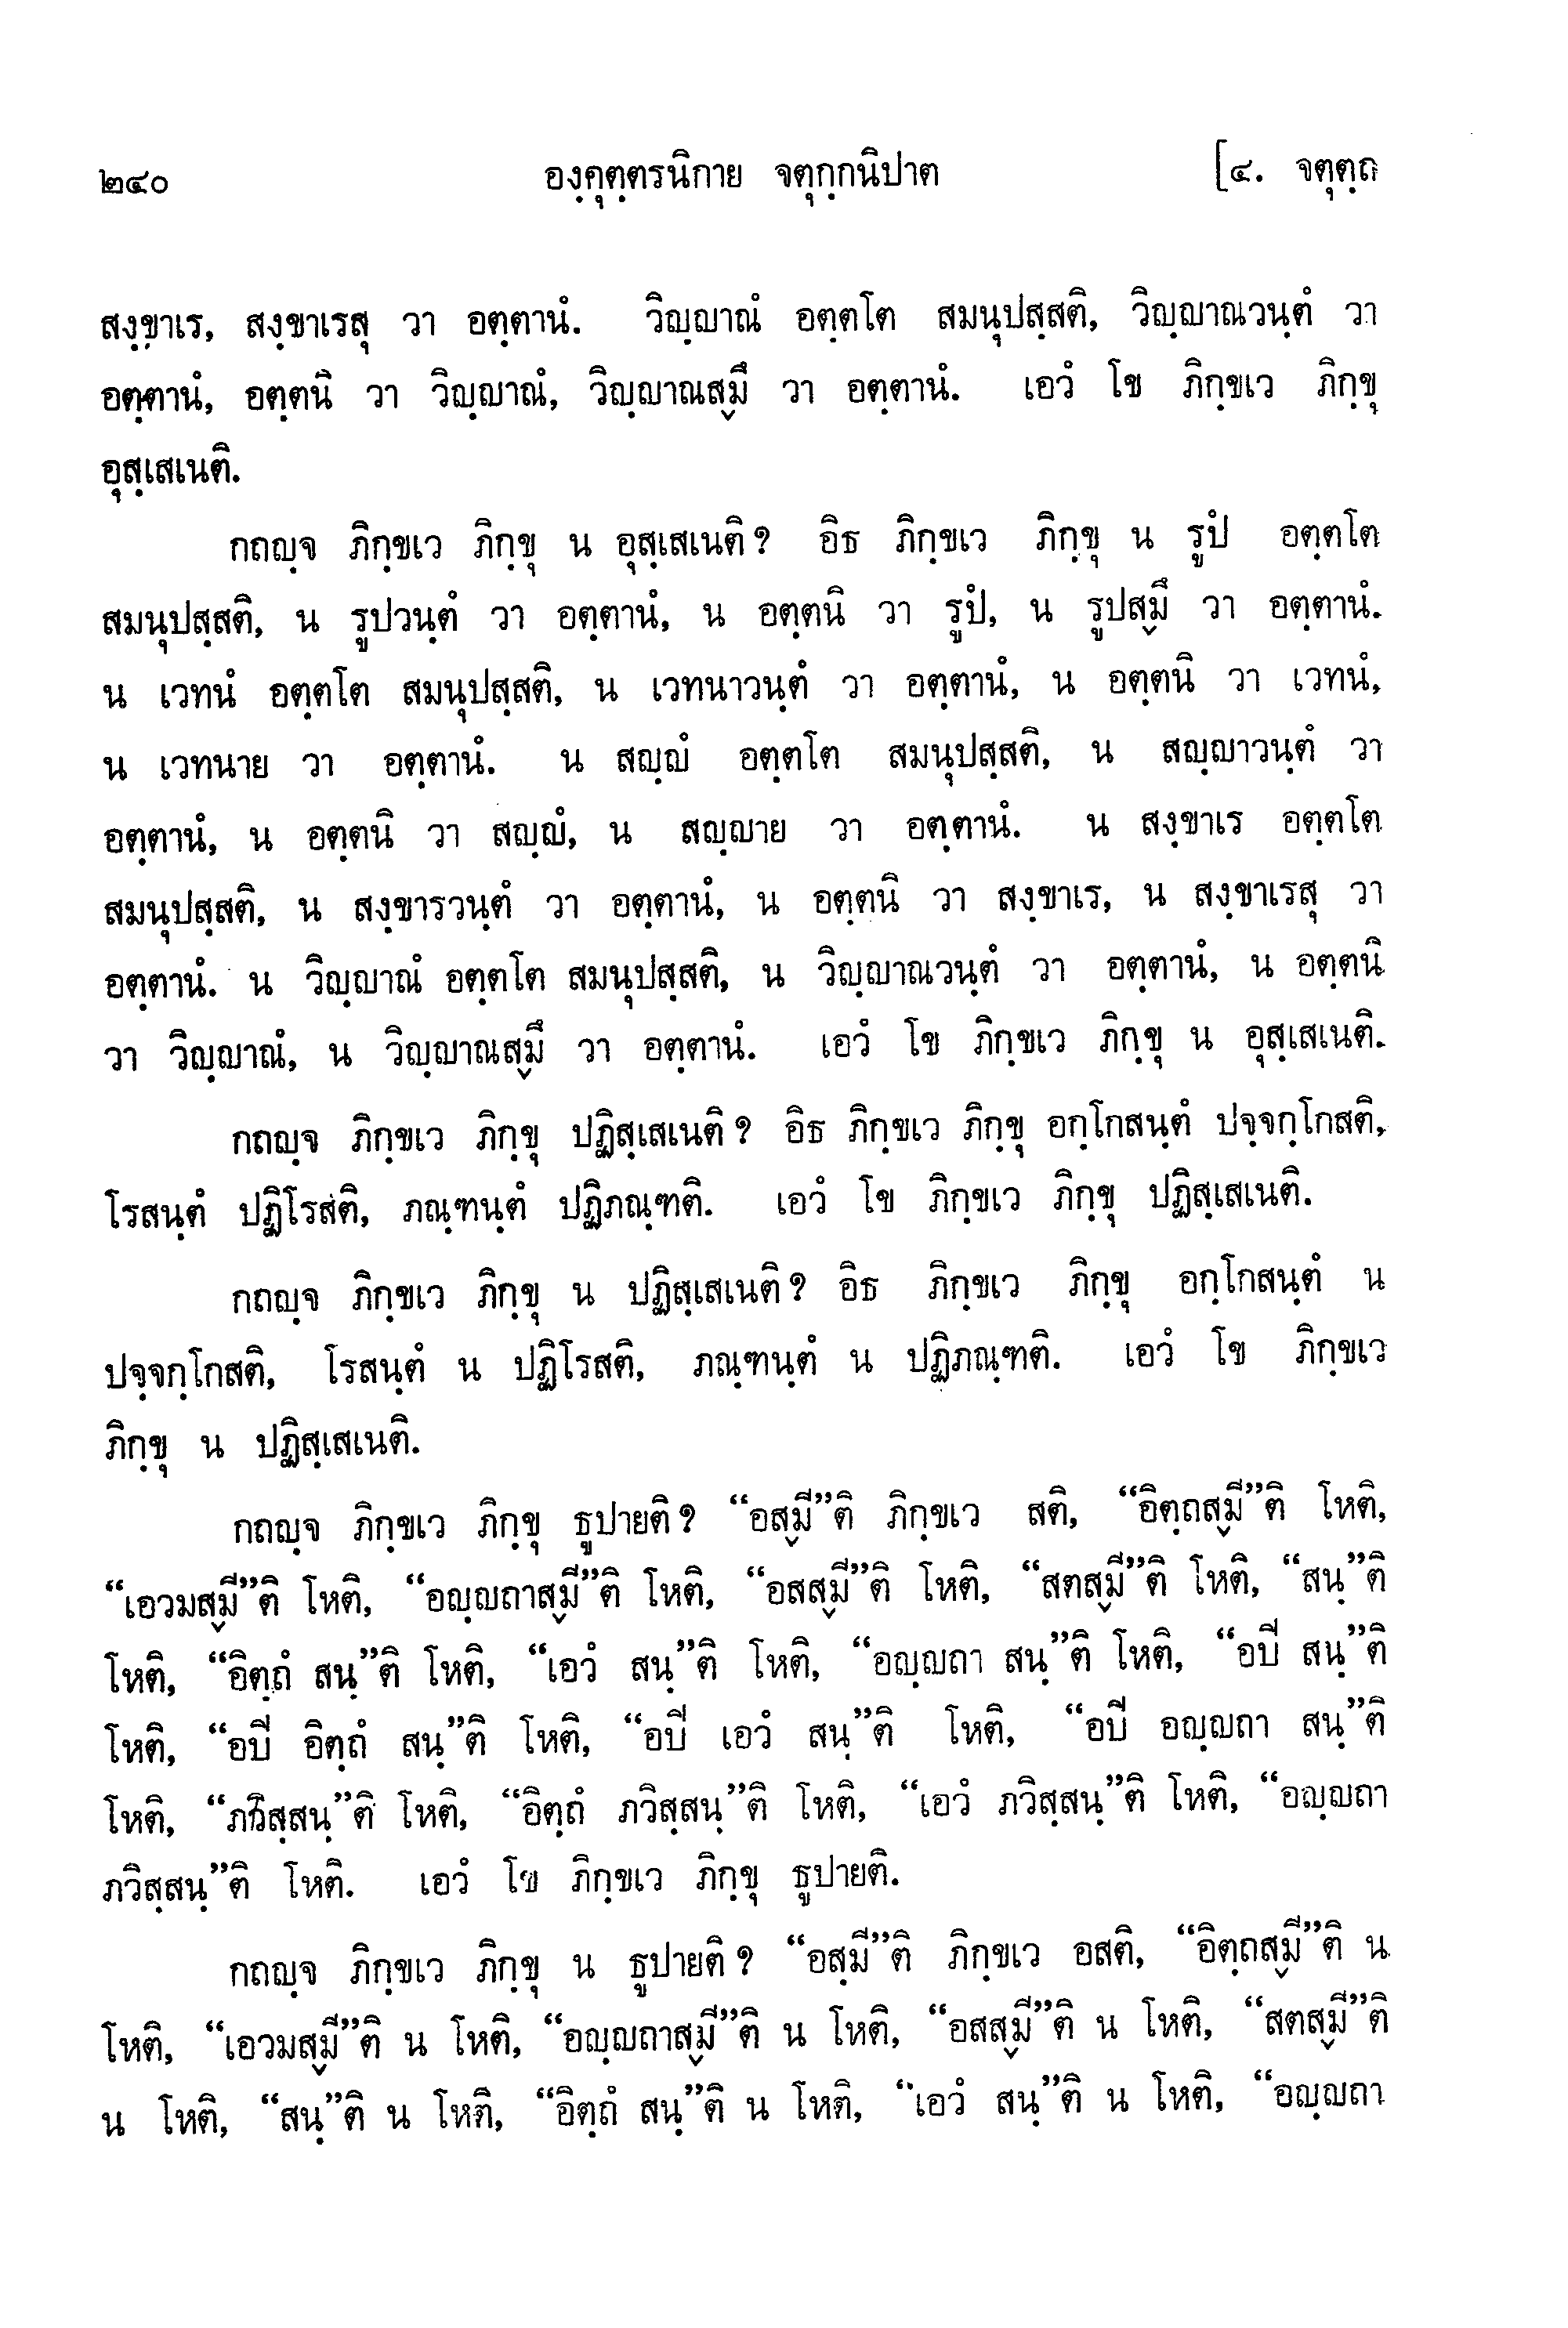 ๒๔๐ องฺคุตฺตรนิกาย จตุกฺกนิปาต [๔. จตุตฺถ
สงฺขาเร, สงฺขาเรสุ วา อตฺตานํ. วิญฺญาณํ อตฺตโต สมนุปสฺสติ, วิญฺญาณวนฺตํ วา
อตฺตานํ, อตฺตนิ วา วิญฺญาณํ, วิญฺญาณสฺมึ วา อตฺตานํ. เอวํ โข ภิกฺขเว ภิกฺขุ
อุสฺเสเนติ.
กถญฺจ ภิกฺขเว ภิกฺขุ น อุสฺเสเนติ? อิธ ภิกฺขเว ภิกฺขุ น รูปํ อตฺตโต
สมนุปสฺสติ, น รูปวนฺตํ วา อตฺตานํ, น อตฺตนิ วา รูปํ, น รูปสฺมึ วา อตฺตานํ.
น เวทนํ อตฺตโต สมนุปสฺสติ, น เวทนาวนฺตํ วา อตฺตานํ, น อตฺตนิ วา เวทนํ,
น เวทนาย วา อตฺตานํ. น สญฺญํ อตฺตโต สมนุปสฺสติ, น สญฺญาวนฺตํ วา
อตฺตานํ, น อตฺตนิ วา สญฺญํ, น สญฺญาย วา อตฺตานํ. น สงฺขาเร อตฺตโต
สมนุปสฺสติ, น สงฺขารวนฺตํ วา อตฺตานํ, น อตฺตนิ วา สงฺขาเร, น สงฺขาเรสุ วา
อตฺตานํ. น วิญฺญาณํ อตฺตโต สมนุปสฺสติ, น วิญฺญาณวนฺตํ วา อตฺตานํ, น อตฺตนิ
วา วิญฺญาณํ, น วิญฺญาณสฺมึ วา อตฺตานํ. เอวํ โข ภิกฺขเว ภิกฺขุ น อุสฺเสเนติ.
กถญฺจ ภิกฺขเว ภิกฺขุ ปฏิสฺเสเนติ? อิธ ภิกฺขเว ภิกฺขุ อกฺโกสนฺตํ ปจฺจกฺโกสติ,
โรสนฺตํ ปฏิโรสติ, ภณฺฑนฺตํ ปฏิภณฺฑติ. เอวํ โข ภิกฺขเว ภิกฺขุ ปฏิสฺเสเนติ.
กถญฺจ ภิกฺขเว ภิกฺขุ น ปฏิสฺเสเนติ? อิธ ภิกฺขเว ภิกฺขุ อกฺโกสนฺตํ น
ปจฺจกฺโกสติ, โรสนฺตํ น ปฏิโรสติ, ภณฺฑนฺตํ น ปฏิภณฺฑติ. เอวํ โข ภิกฺขเว
ภิกฺขุ น ปฏิสฺเสเนติ.
กถญฺจ ภิกฺขเว ภิกฺขุ ธูปายติ? “อสฺมี”ติ ภิกฺขเว สติ, “อิตฺถสฺมี”ติ โหติ,
“เอวมสฺมี”ติ โหติ, “อญฺญถาสฺมี”ติ โหติ, “อสสฺมี”ติ โหติ, “สตสฺมี”ติ โหติ, “สนฺ”ติ
โหติ, “อิตฺถํ สนฺ”ติ โหติ, “เอวํ สนฺ”ติ โหติ, “อญฺญถา สนฺ”ติ โหติ, “อปี สนฺ”ติ
โหติ, “อปี อิตฺถํ สนฺ”ติ โหติ, “อปี เอวํ สนฺ”ติ โหติ, “อปี อญฺญถา สนฺ”ติ
โหติ, “ภวิสฺสนฺ”ติ โหติ, “อิตฺถํ ภวิสฺสนฺ”ติ โหติ, “เอวํ ภวิสฺสนฺ”ติ โหติ, “อญฺญถา
ภวิสฺสนฺ”ติ โหติ. เอวํ โข ภิกฺขเว ภิกฺขุ ธูปายติ.
กถญฺจ ภิกฺขเว ภิกฺขุ น ธูปายติ? “อสฺมี”ติ ภิกฺขเว อสติ, “อิตฺถสฺมี”ติ น
โหติ, “เอวมสฺมี”ติ น โหติ, “อญฺญถาสฺมี”ติ น โหติ, “อสสฺมี”ติ น โหติ, “สตสฺมี”ติ
น โหติ, “สนฺ”ติ น โหติ, “อิตฺถํ สนฺ”ติ น โหติ, “เอวํ สนฺ”ติ น โหติ, “อญฺญถา